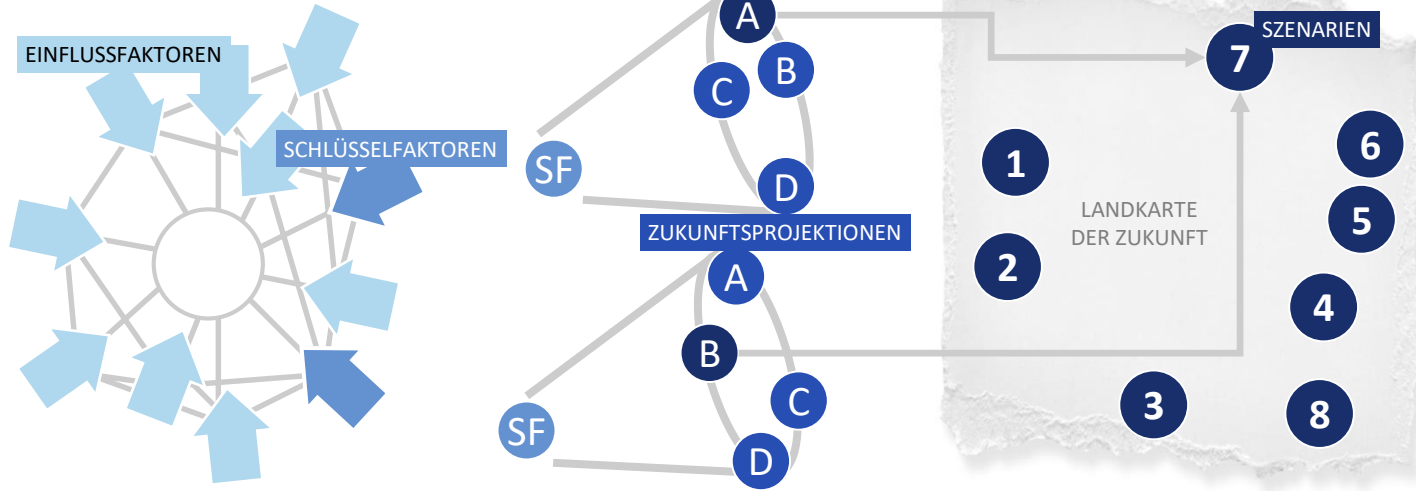 EINFLUSSFAKTOREN
SCHLÜSSELFAKTOREN
SF
A
B
C
D
ZUKUNFTSPROJEKTIONEN
SF
A
B
C
D
SZENARIEN
7
1
6
5
LANDKARTE
DER ZUKUNFT
2
4
3
8